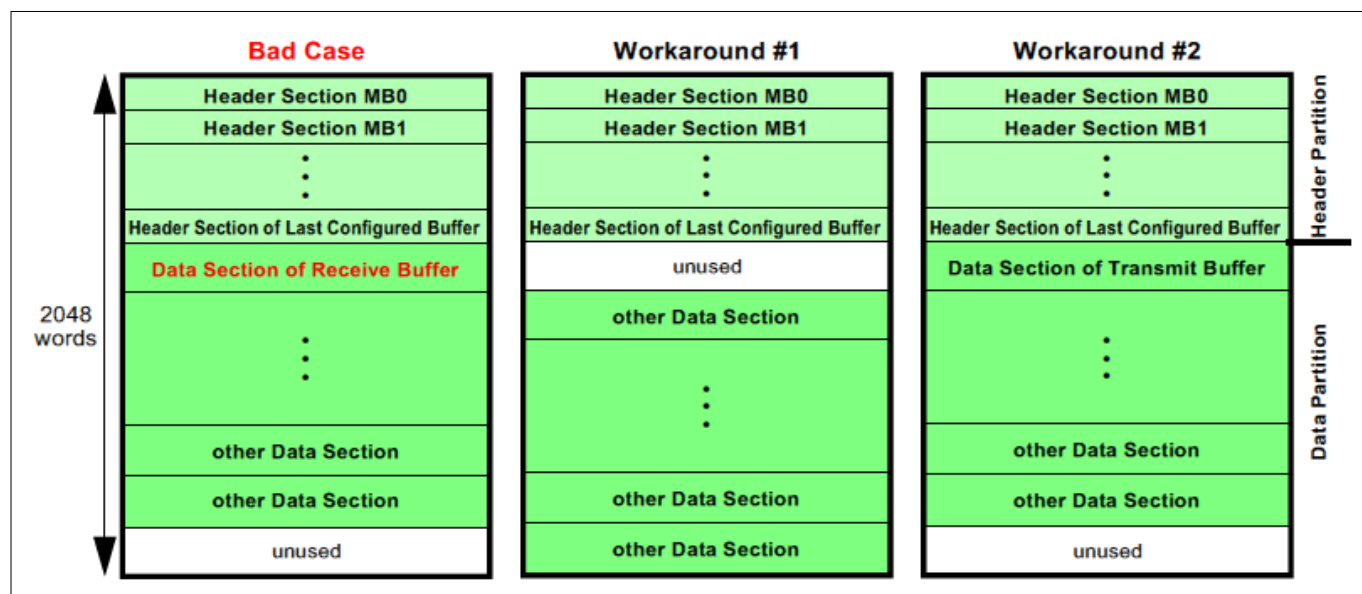 Bad Case
Header Section MB0
Header Section MB1
Header Section of Last Configured Buffer
Data Section of Receive Buffer
other Data Section
other Data Section
unused
2048
words
Workaround #1
Header Section MB0
Header Section MB1
Header Section of Last Configured Buffer
unused
other Data Section
other Data Section
other Data Section
Workaround #2
Header Section MB0
Header Section MB1
Header Section of Last Configured Buffer
Data Section of Transmit Buffer
other Data Section
other Data Section
unused
Header Partition
Data Partition